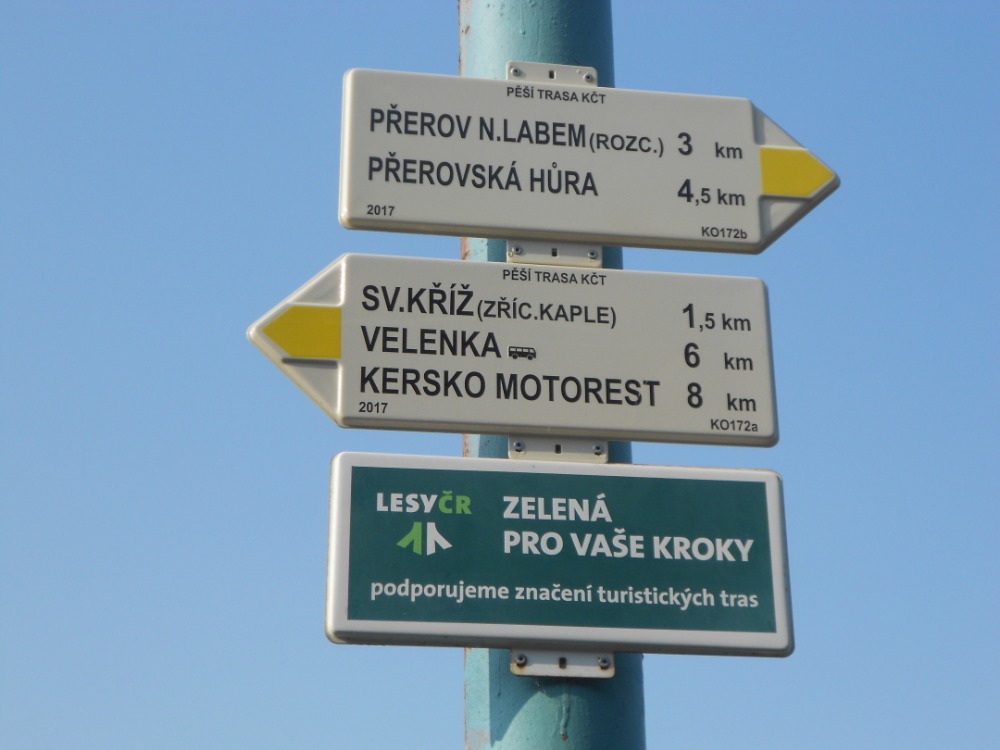 PĚŠÍ TRASA KČT
PŘEROV N.LABEM (ROZC.) 3 km
PŘEROVSKÁ HŮRA 4,5 km
2017 KO172b
PĚŠÍ TRASA KČT
SV.KŘÍŽ (ZŘÍC.KAPLE) 1,5 km
VELENKA 6 km
KERSKO MOTOREST 8 km
2017 KO172a
LESYČR
ZELENÁ
PRO VAŠE KROKY
podporujeme značení turistických tras